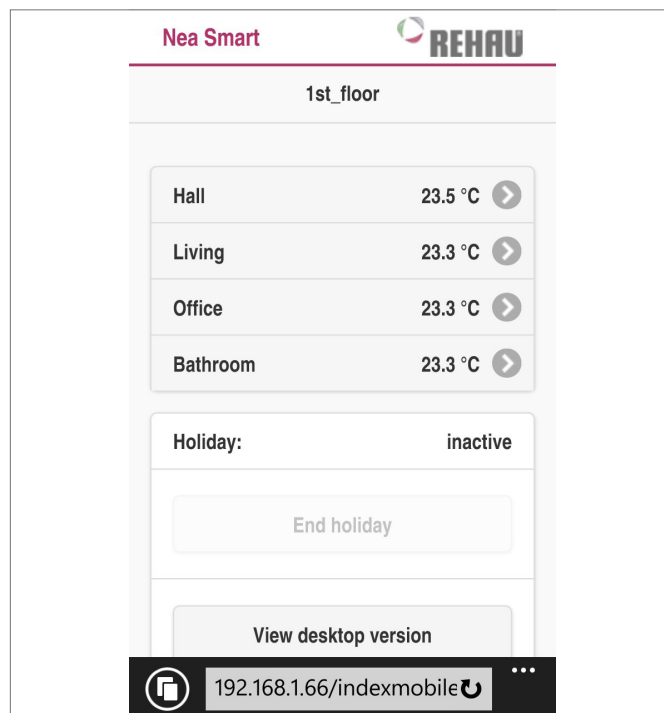 Nea Smart REHAU
1st_floor
Hall 23.5 °C
Living 23.3 °C
Office 23.3 °C
Bathroom 23.3 °C
Holiday: inactive
End holiday
View desktop version
192.168.1.66/indexmobile